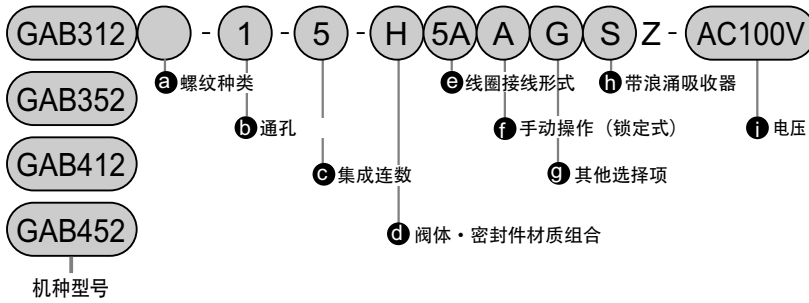 GAB312 - 1 - 5 - H 5A A G S Z - AC100V
a 螺纹种类
e 线圈接线形式
h 带浪涌吸收器
GAB352
b 通孔
f 手动操作（锁定式）
i 电压
GAB412
c 集成连数
g 其他选择项
GAB452
d 阀体・密封件材质组合
机种型号